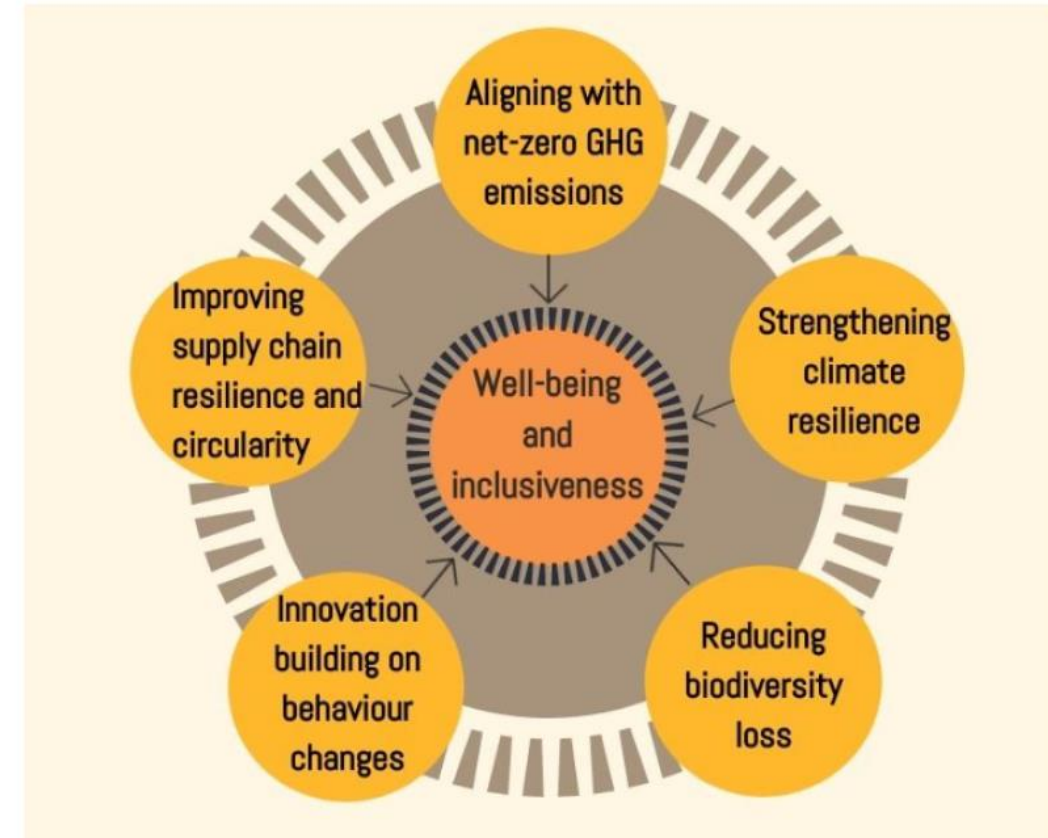 Aligning with
net-zero GHG
emissions
Strengthening
climate
resilience
Reducing
biodiversity
loss
Innovation
building on
behaviour
changes
Improving
supply chain
resilience and
circularity
Well-being
and
inclusiveness